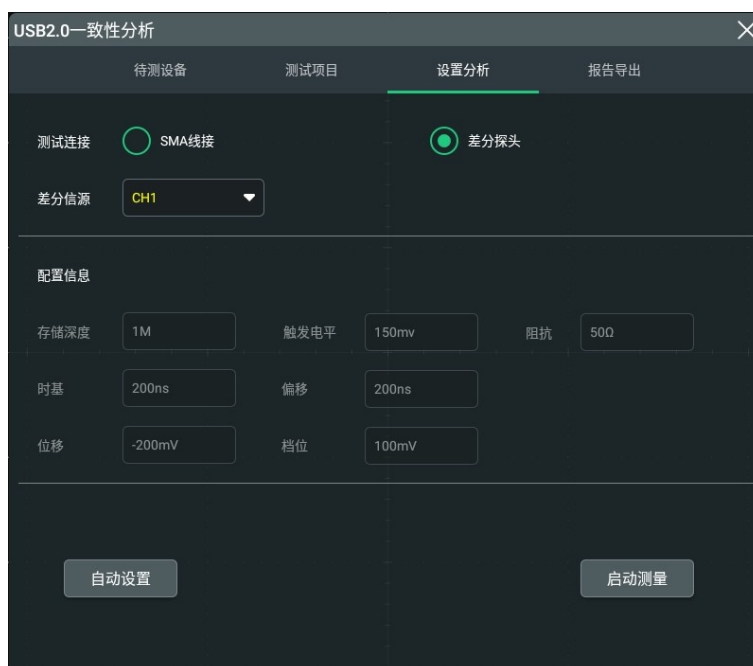 USB2.0一致性分析
待测设备 测试项目 设置分析 报告导出
测试连接 SMA线接 差分探头
差分信源 CH1
配置信息
存储深度 1M 触发电平 150mv 阻抗 50Ω
时基 200ns 偏移 200ns
位移 -200mV 档位 100mV
自动设置 启动测量